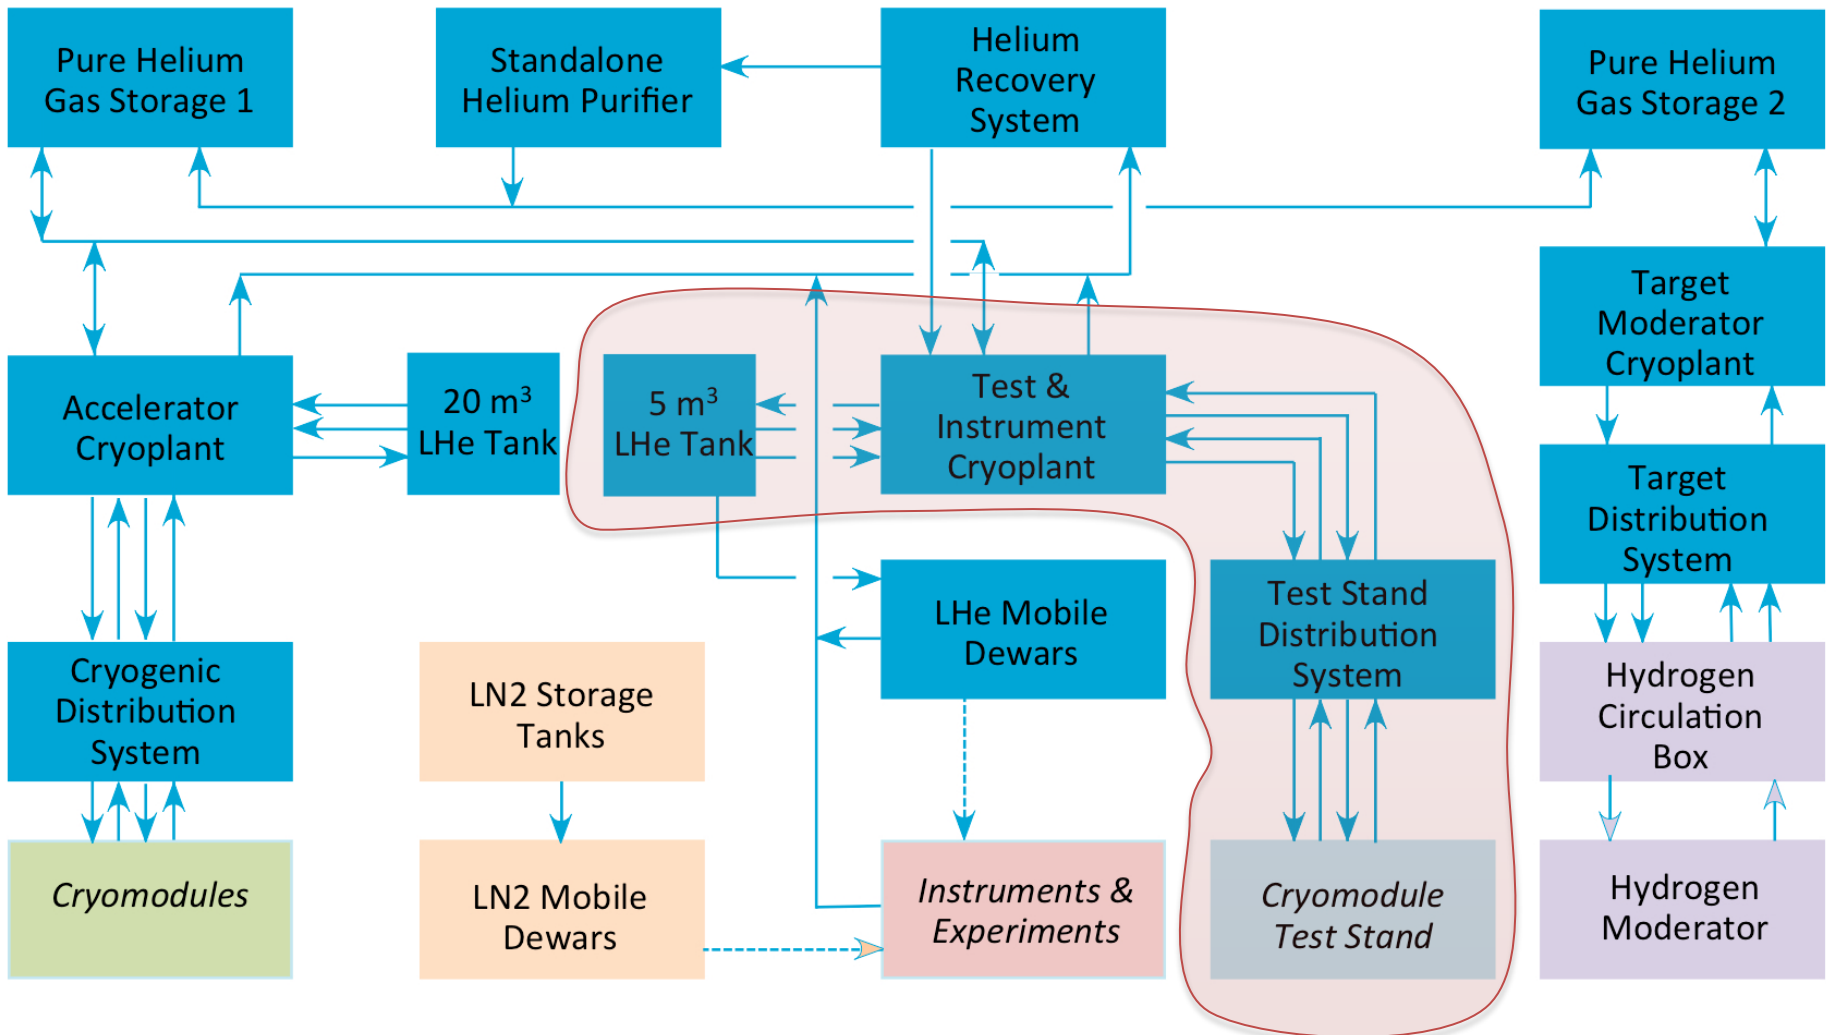 Pure Helium
Gas Storage 1
Standalone
Helium Purifier
Helium
Recovery
System
Pure Helium
Gas Storage 2
Target
Moderator
Cryoplant
Accelerator
Cryoplant
20 m³
LHe Tank
5 m³
LHe Tank
Test &
Instrument
Cryoplant
Target
Distribution
System
LHe Mobile
Dewars
Test Stand
Distribution
System
Cryogenic
Distribution
System
LN2 Storage
Tanks
Hydrogen
Circulation
Box
Cryomodules
LN2 Mobile
Dewars
Instruments &
Experiments
Cryomodule
Test Stand
Hydrogen
Moderator